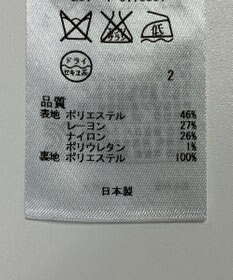 低
ドライ
セキユ系
2
品質
表地 ポリエステル 46%
レーヨン 27%
ナイロン 26%
ポリウレタン 1%
裏地 ポリエステル 100%
日本製